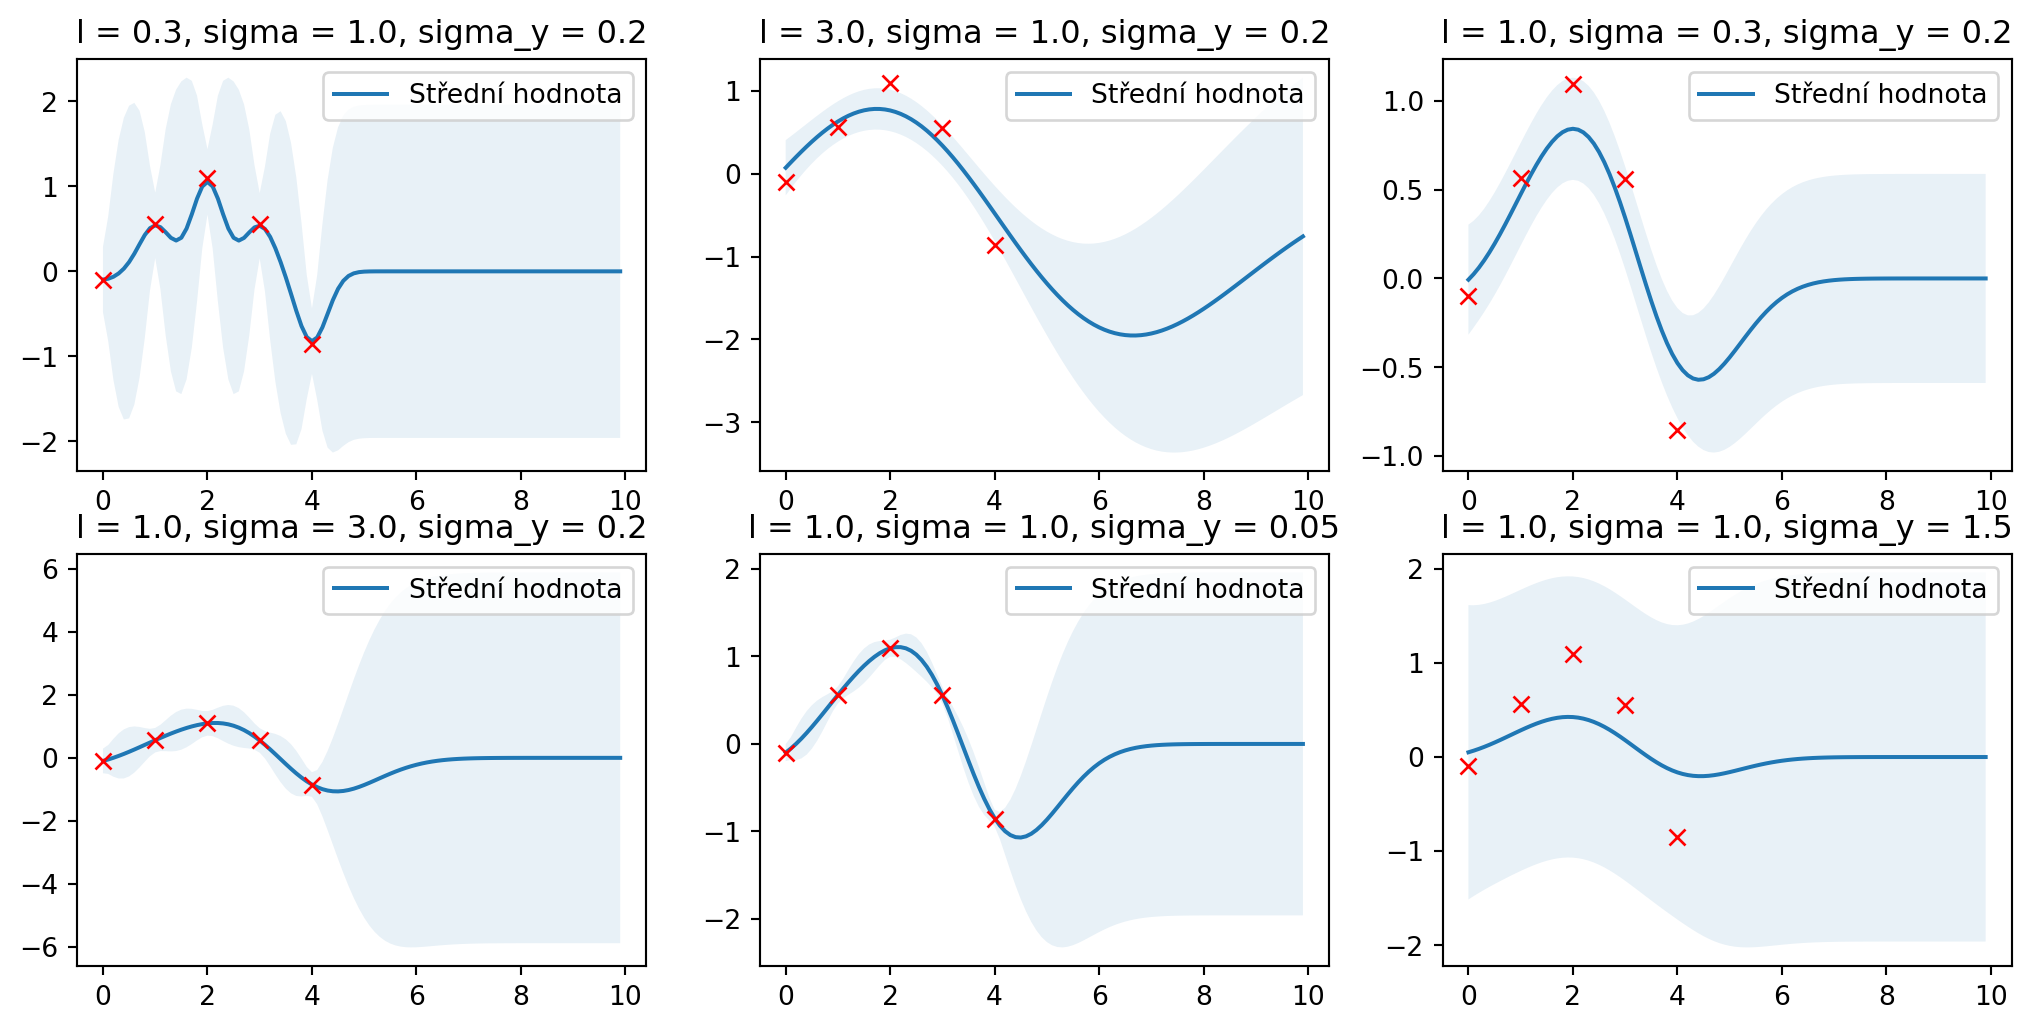 l = 0.3, sigma = 1.0, sigma_y = 0.2
Střední hodnota
2
1
0
−1
−2
0 2 4 6 8 10
l = 3.0, sigma = 1.0, sigma_y = 0.2
Střední hodnota
1
0
−1
−2
−3
0 2 4 6 8 10
l = 1.0, sigma = 0.3, sigma_y = 0.2
Střední hodnota
1.0
0.5
0.0
−0.5
−1.0
0 2 4 6 8 10
l = 1.0, sigma = 3.0, sigma_y = 0.2
Střední hodnota
6
4
2
0
−2
−4
−6
0 2 4 6 8 10
l = 1.0, sigma = 1.0, sigma_y = 0.05
Střední hodnota
2
1
0
−1
−2
0 2 4 6 8 10
l = 1.0, sigma = 1.0, sigma_y = 1.5
Střední hodnota
2
1
0
−1
−2
0 2 4 6 8 10